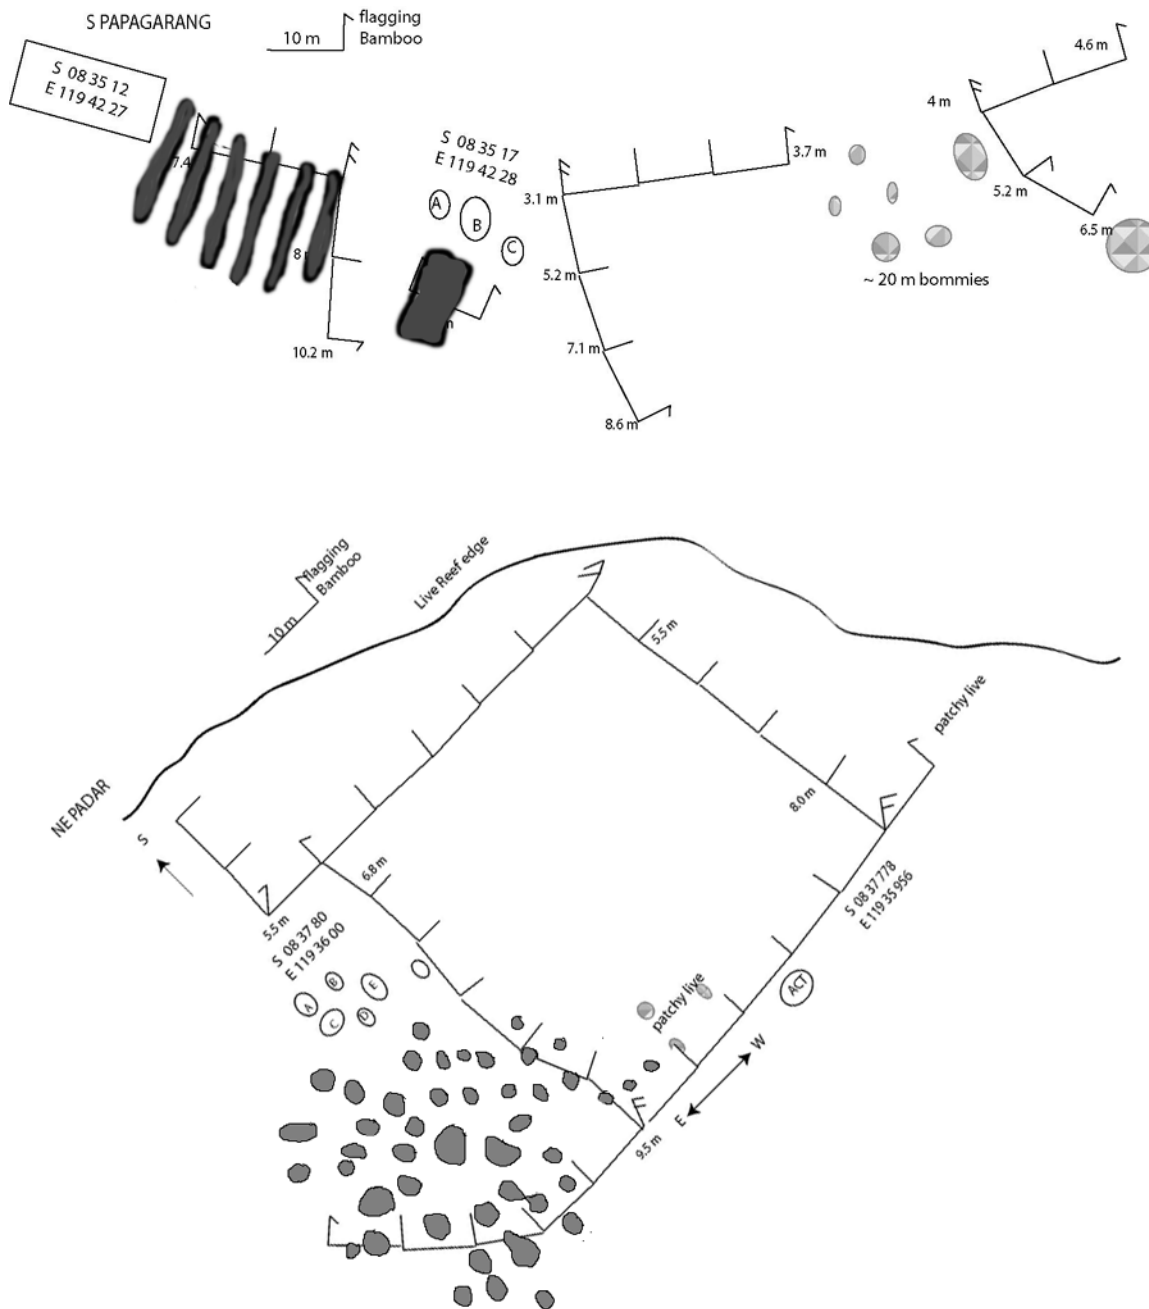 S PAPAGARANG
10 m
flagging
Bamboo
S 08 35 12
E 119 42 27
7.4
8
10.2 m
S 08 35 17
E 119 42 28
A
B
C
3.1 m
3.7 m
5.2 m
7.1 m
8.6 m
4 m
4.6 m
5.2 m
6.5 m
~ 20 m bommies
10 m
flagging
Bamboo
Live Reef edge
NE PADAR
S
5.5 m
8.0 m
patchy live
6.8 m
5.5 m
S 08 37 80
E 119 36 00
A
B
C
D
E
S 08 37 778
E 119 35 956
ACT
patchy live
W
E
9.5 m